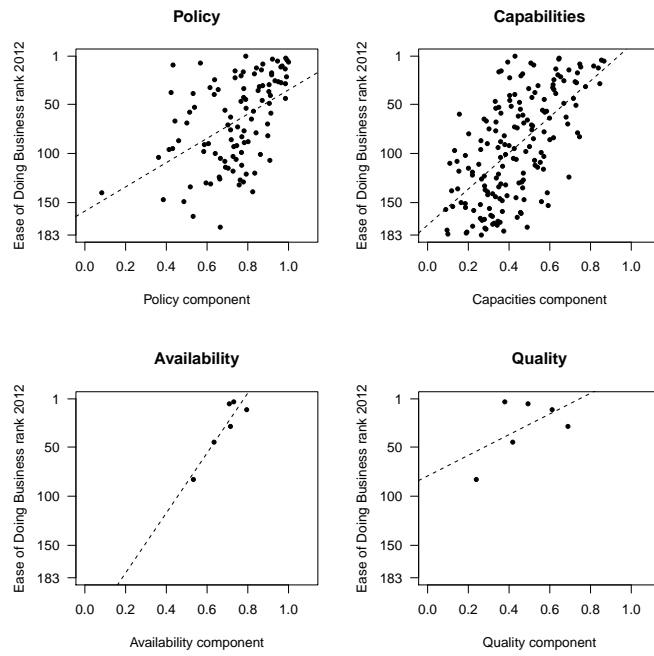 Policy
Ease of Doing Business rank 2012
1
50
100
150
183
0.0 0.2 0.4 0.6 0.8 1.0
Policy component
Capabilities
Ease of Doing Business rank 2012
1
50
100
150
183
0.0 0.2 0.4 0.6 0.8 1.0
Capacities component
Availability
Ease of Doing Business rank 2012
1
50
100
150
183
0.0 0.2 0.4 0.6 0.8 1.0
Availability component
Quality
Ease of Doing Business rank 2012
1
50
100
150
183
0.0 0.2 0.4 0.6 0.8 1.0
Quality component